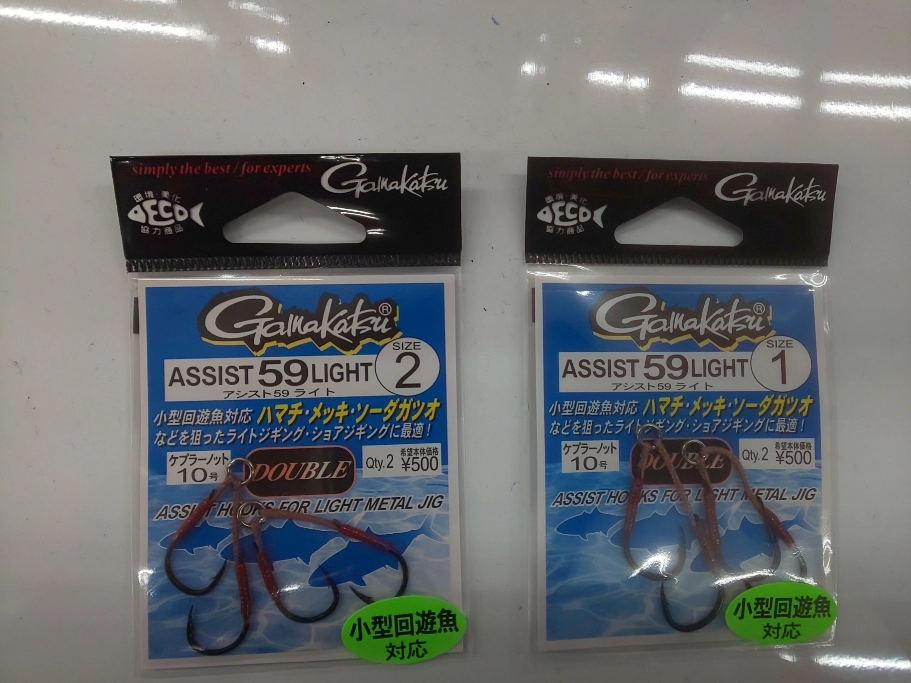 simply the best / for experts
Gamakatsu
環境・美化
ECO
協力商品
Gamakatsu®
ASSIST 59 LIGHT
アシスト59 ライト
SIZE
2
小型回遊魚対応 ハマチ・メッキ・ソーダガツオ
などを狙ったライトジギング・ショアジギングに最適!
ケプラーノット
10号
DOUBLE
Qty.2
希望本体価格
¥500
ASSIST HOOKS FOR LIGHT METAL JIG
小型回遊魚
対応
simply the best / for experts
Gamakatsu
環境・美化
ECO
協力商品
Gamakatsu®
ASSIST 59 LIGHT
アシスト59 ライト
SIZE
1
小型回遊魚対応 ハマチ・メッキ・ソーダガツオ
などを狙ったライトジギング・ショアジギングに最適!
ケプラーノット
10号
DOUBLE
Qty.2
希望本体価格
¥500
ASSIST HOOKS FOR LIGHT METAL JIG
小型回遊魚
対応